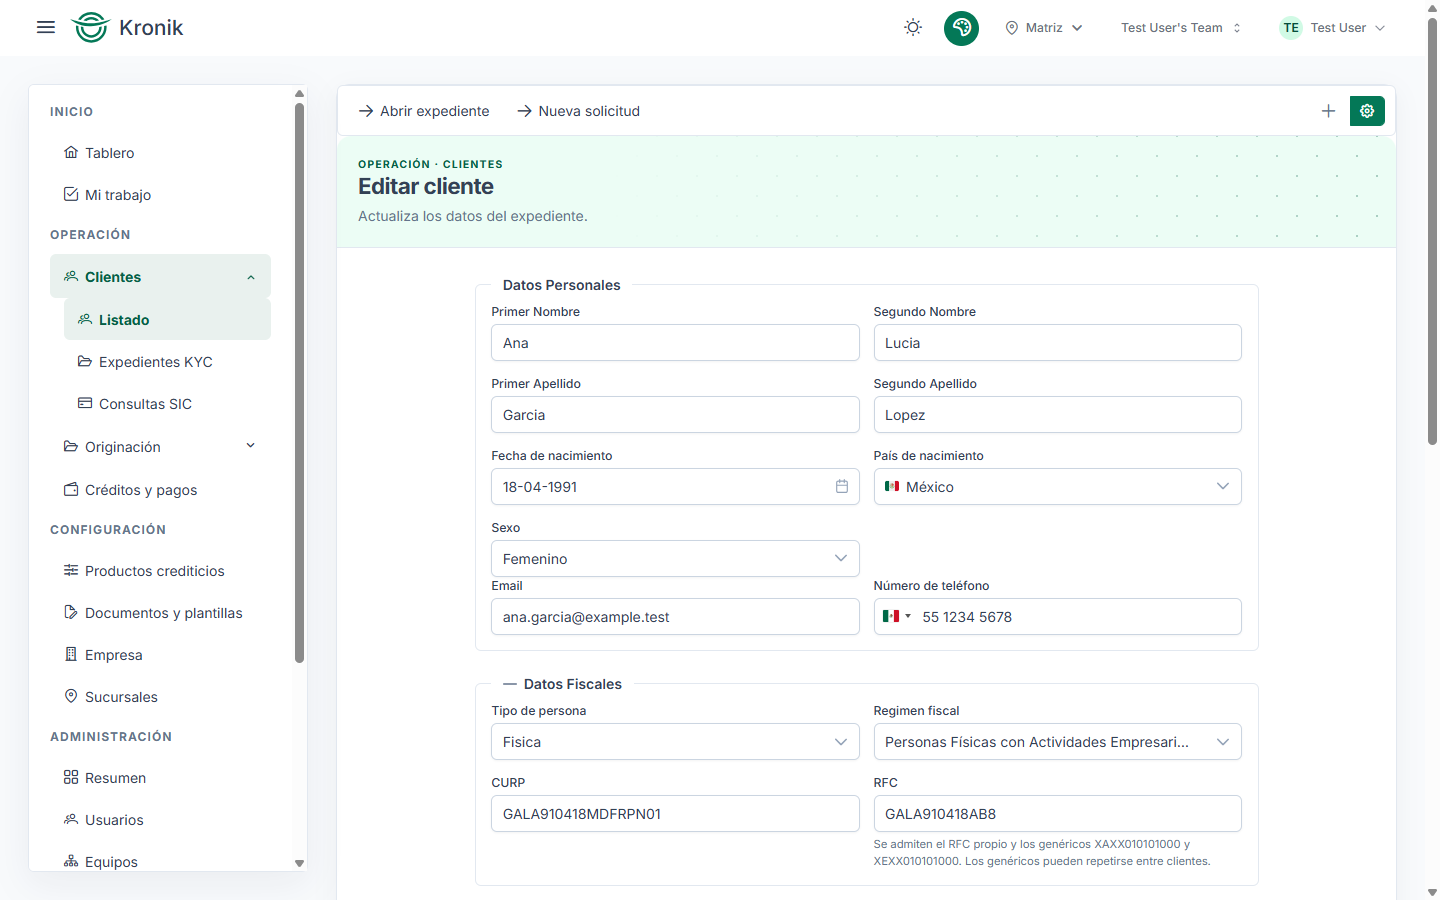 Kronik
Matriz
Test User's Team
TE
Test User
INICIO
Tablero
Mi trabajo
OPERACIÓN
Clientes
Listado
Expedientes KYC
Consultas SIC
Originación
Créditos y pagos
CONFIGURACIÓN
Productos crediticios
Documentos y plantillas
Empresa
Sucursales
ADMINISTRACIÓN
Resumen
Usuarios
Equipos
Abrir expediente
Nueva solicitud
OPERACIÓN · CLIENTES
Editar cliente
Actualiza los datos del expediente.
Datos Personales
Primer Nombre
Segundo Nombre
Ana
Lucia
Primer Apellido
Segundo Apellido
Garcia
Lopez
Fecha de nacimiento
País de nacimiento
18-04-1991
México
Sexo
Femenino
Email
Número de teléfono
ana.garcia@example.test
55 1234 5678
Datos Fiscales
Tipo de persona
Regimen fiscal
Fisica
Personas Físicas con Actividades Empresari...
CURP
RFC
GALA910418MDFRPN01
GALA910418AB8
Se admiten el RFC propio y los genéricos XAXX010101000 y
XEXX010101000. Los genéricos pueden repetirse entre clientes.